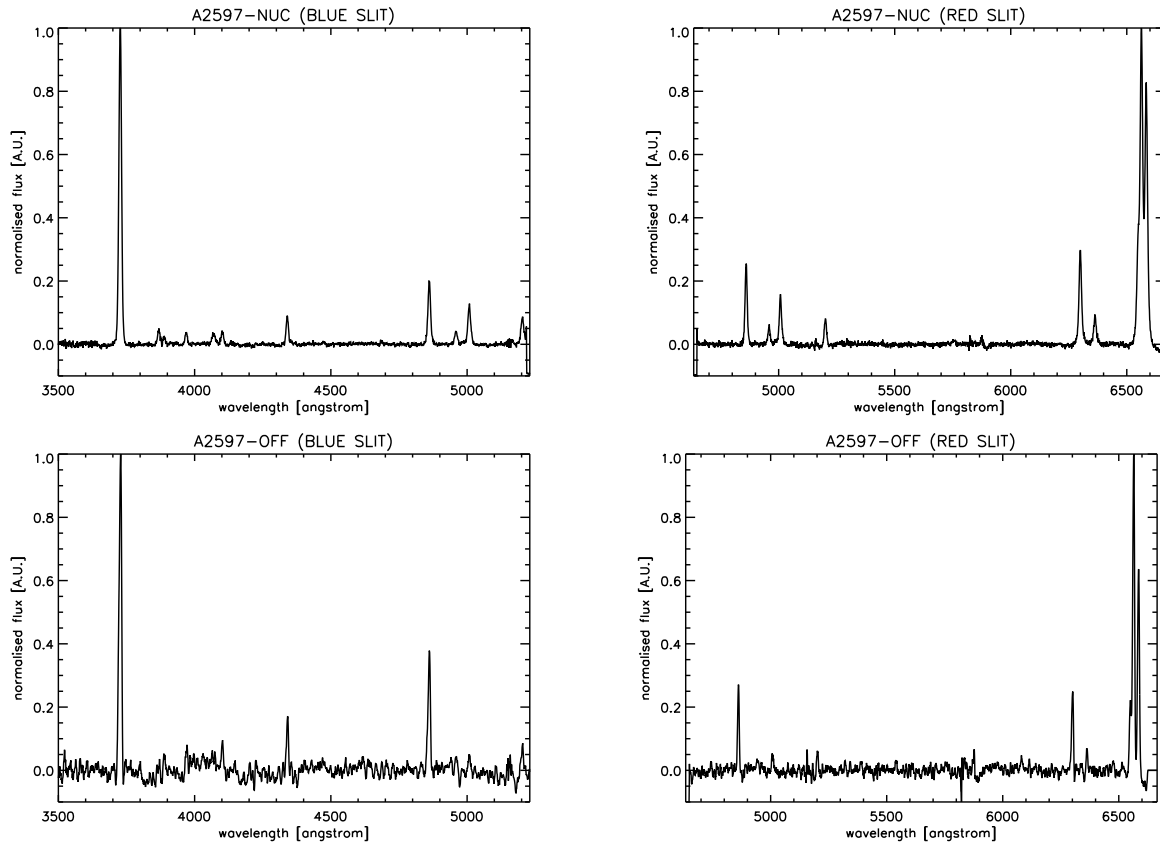 A2597−NUC (BLUE SLIT)
normalised flux [A.U.]
1.0
0.8
0.6
0.4
0.2
0.0
3500 4000 4500 5000
wavelength [angstrom]
A2597−NUC (RED SLIT)
normalised flux [A.U.]
1.0
0.8
0.6
0.4
0.2
0.0
5000 5500 6000 6500
wavelength [angstrom]
A2597−OFF (BLUE SLIT)
normalised flux [A.U.]
1.0
0.8
0.6
0.4
0.2
0.0
3500 4000 4500 5000
wavelength [angstrom]
A2597−OFF (RED SLIT)
normalised flux [A.U.]
1.0
0.8
0.6
0.4
0.2
0.0
5000 5500 6000 6500
wavelength [angstrom]